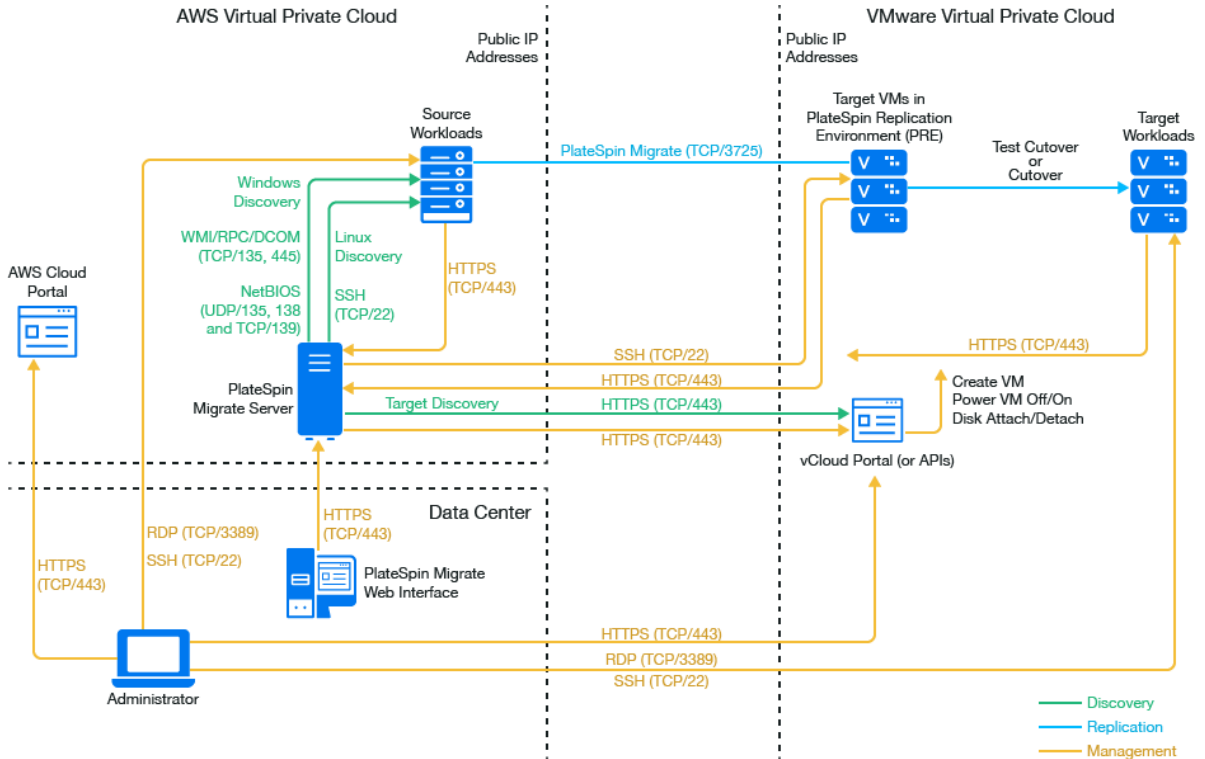 AWS Virtual Private Cloud
VMware Virtual Private Cloud
Public IP
Addresses
Public IP
Addresses
Source
Workloads
Target VMs in
PlateSpin Replication
Environment (PRE)
Target
Workloads
PlateSpin Migrate (TCP/3725)
Test Cutover
or
Cutover
Windows
Discovery
WMI/RPC/DCOM
(TCP/135, 445)
NetBIOS
(UDP/135, 138
and TCP/139)
Linux
Discovery
SSH
(TCP/22)
HTTPS
(TCP/443)
AWS Cloud
Portal
PlateSpin
Migrate Server
SSH (TCP/22)
HTTPS (TCP/443)
HTTPS (TCP/443)
Target Discovery
HTTPS (TCP/443)
HTTPS (TCP/443)
Create VM
Power VM Off/On
Disk Attach/Detach
vCloud Portal (or APIs)
Data Center
HTTPS
(TCP/443)
RDP (TCP/3389)
SSH (TCP/22)
HTTPS
(TCP/443)
PlateSpin Migrate
Web Interface
Administrator
HTTPS (TCP/443)
RDP (TCP/3389)
SSH (TCP/22)
V
V
V
V
V
V
Discovery
Replication
Management